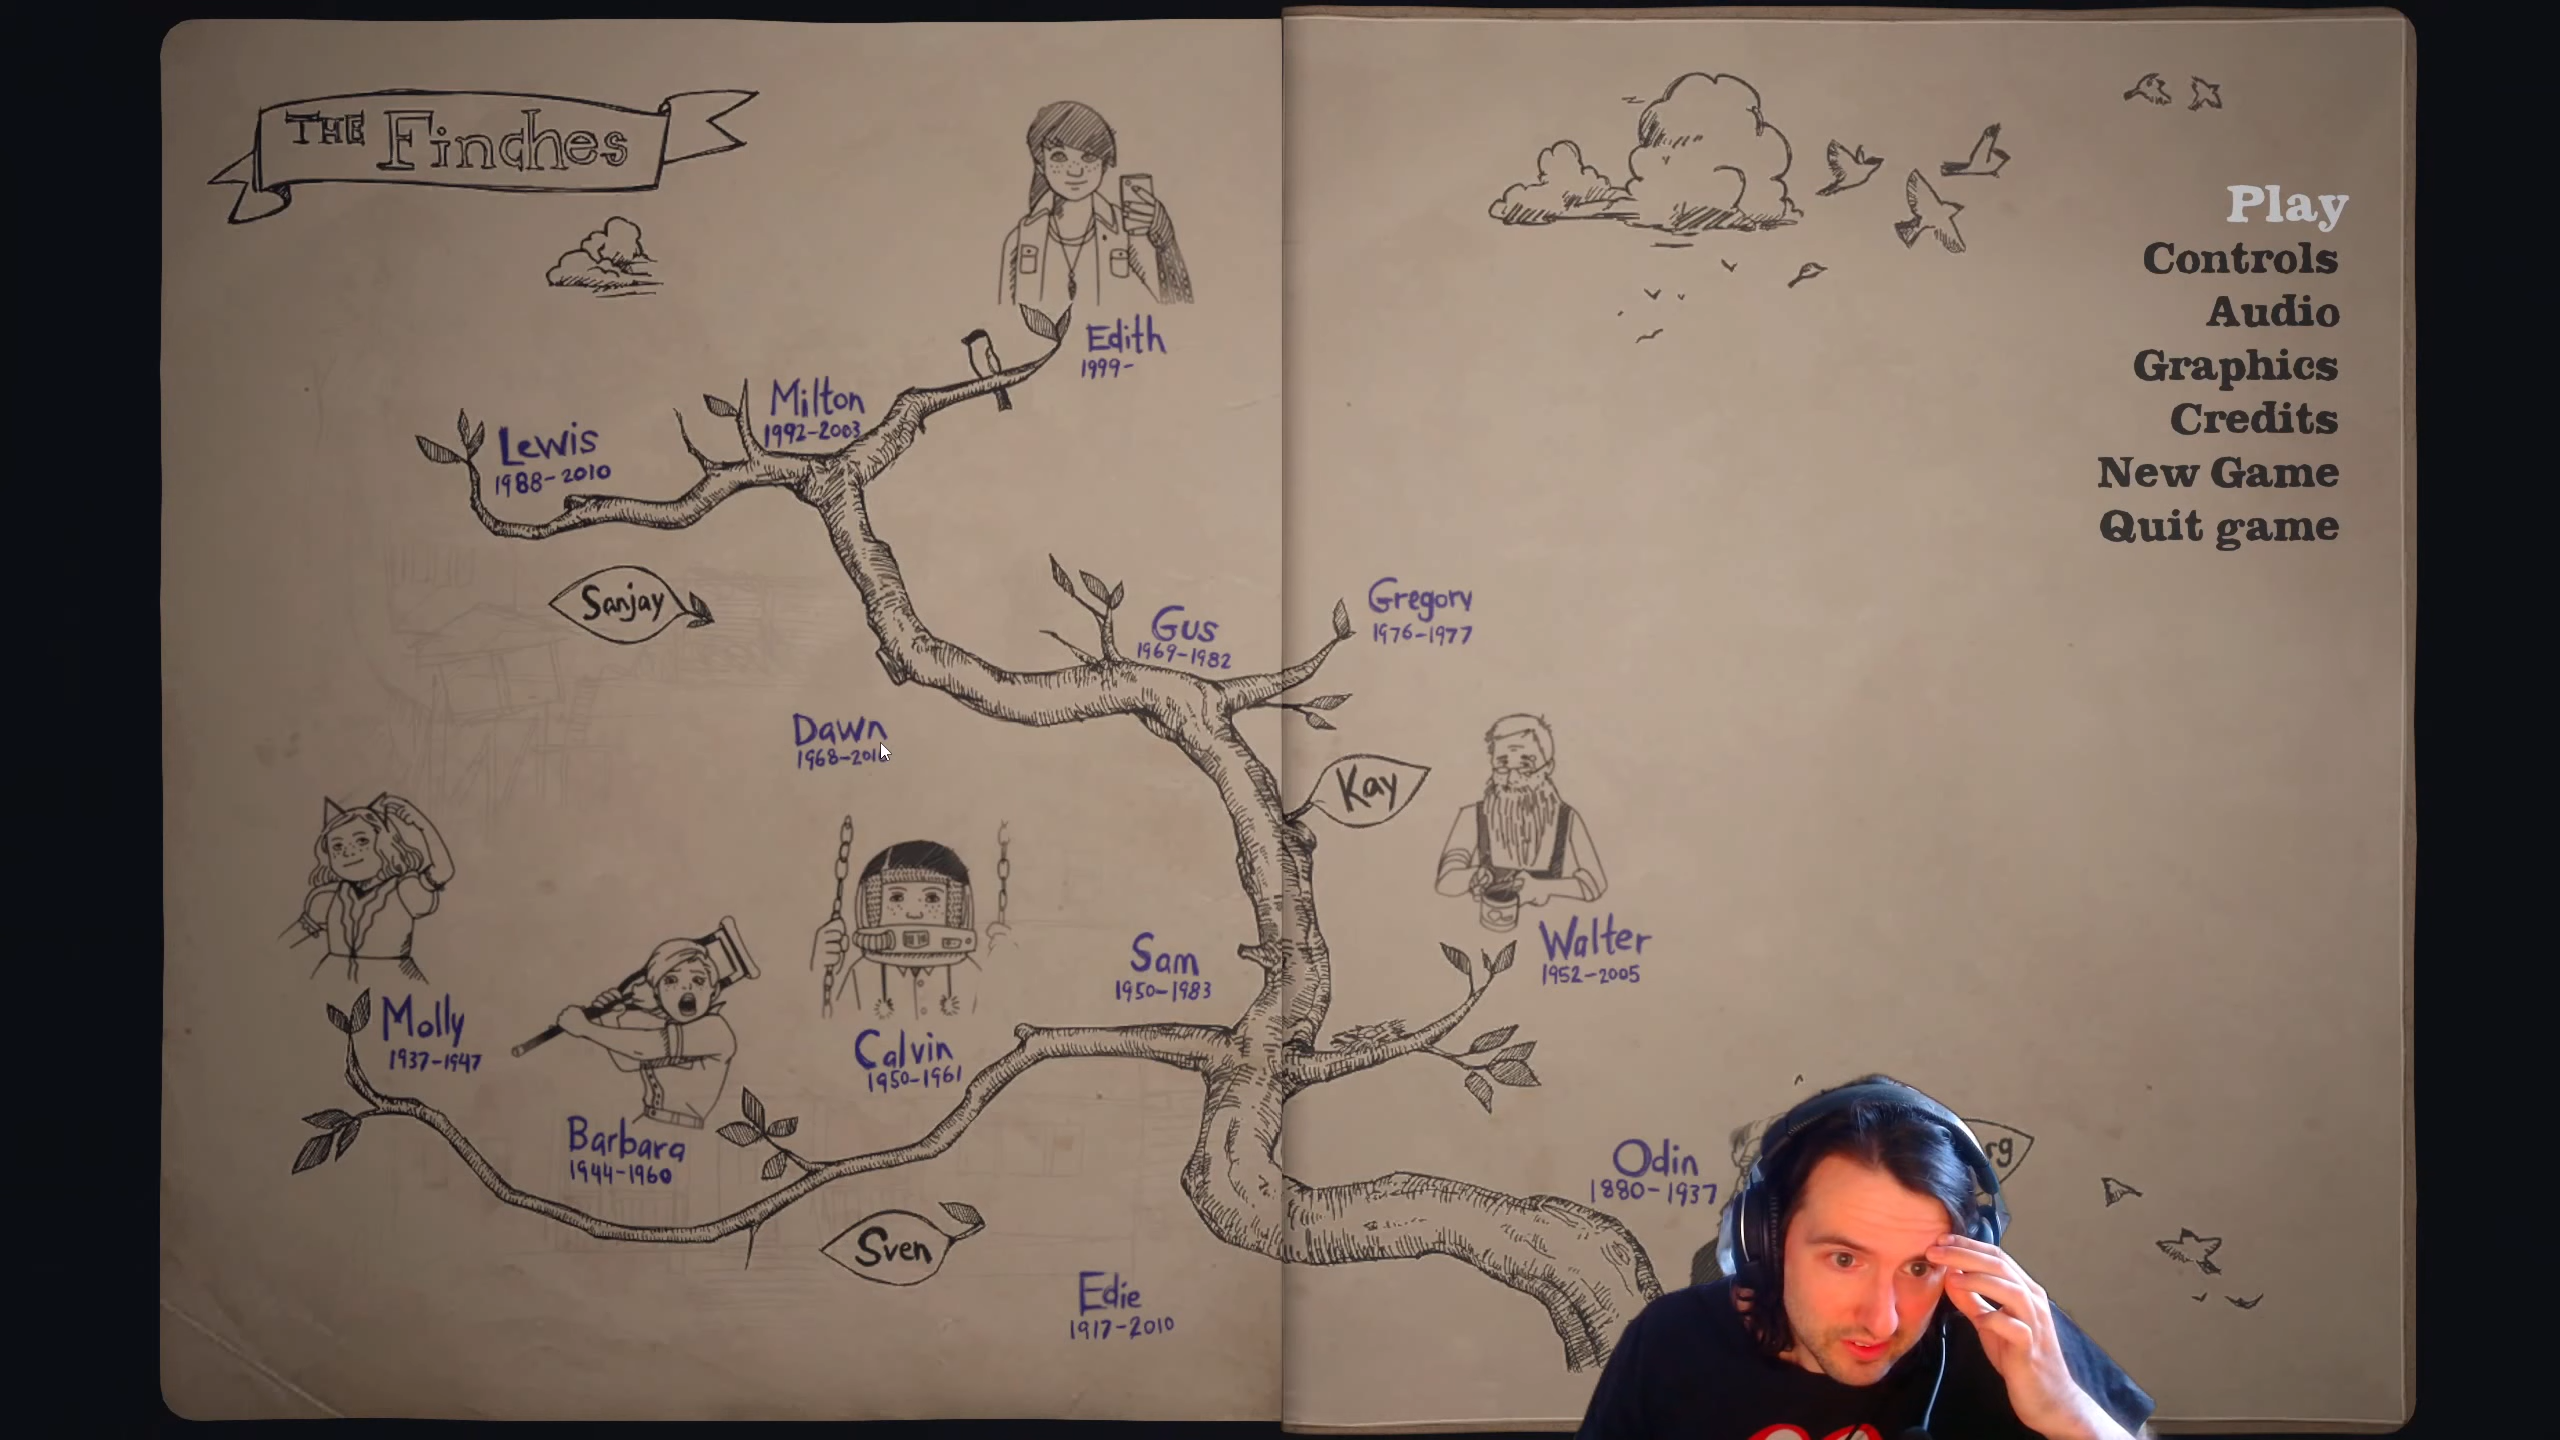 THE Finches
Play
Controls
Audio
Graphics
Credits
New Game
Quit game
Edith
1999-
Milton
1992-2003
Lewis
1988-2010
Sanjay
Gus
1969-1982
Gregory
1976-1977
Dawn
Kay
Walter
1952-2005
Sam
1950-1983
Calvin
1950-1961
Molly
1937-1947
Barbara
1944-1960
Odin
1880-1937
Sven
Edie
1917-2010